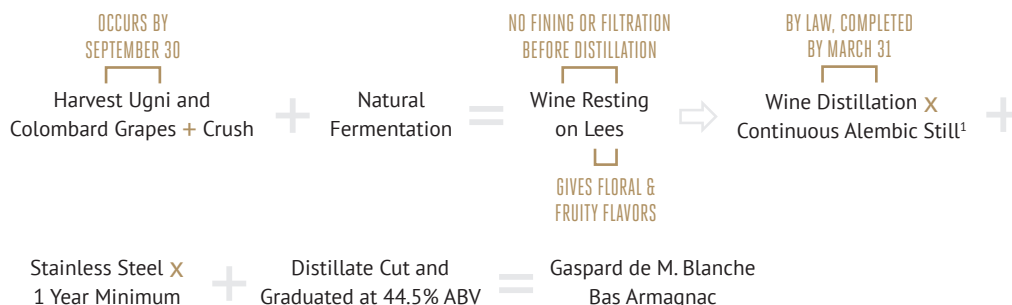 OCCURS BY
SEPTEMBER 30
Harvest Ugni and
Colombard Grapes + Crush
+
Natural
Fermentation
=
NO FINING OR FILTRATION
BEFORE DISTILLATION
Wine Resting
on Lees
GIVES FLORAL &
FRUITY FLAVORS
⇨
BY LAW, COMPLETED
BY MARCH 31
Wine Distillation x
Continuous Alembic Still¹
+
Stainless Steel x
1 Year Minimum
+
Distillate Cut and
Graduated at 44.5% ABV
=
Gaspard de M. Blanche
Bas Armagnac